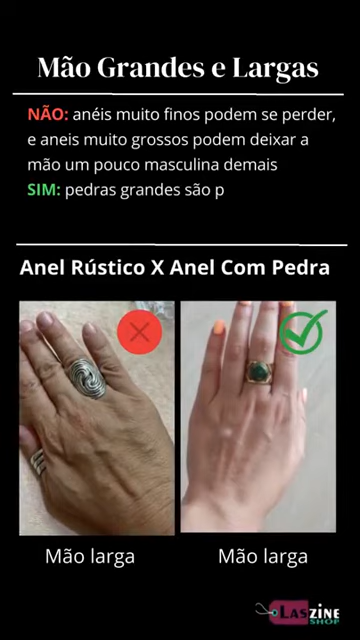 Mão Grandes e Largas
NÃO: anéis muito finos podem se perder,
e aneis muito grossos podem deixar a
mão um pouco masculina demais
SIM: pedras grandes são p
Anel Rústico X Anel Com Pedra
Mão larga
Mão larga
LASZINE
SHOP